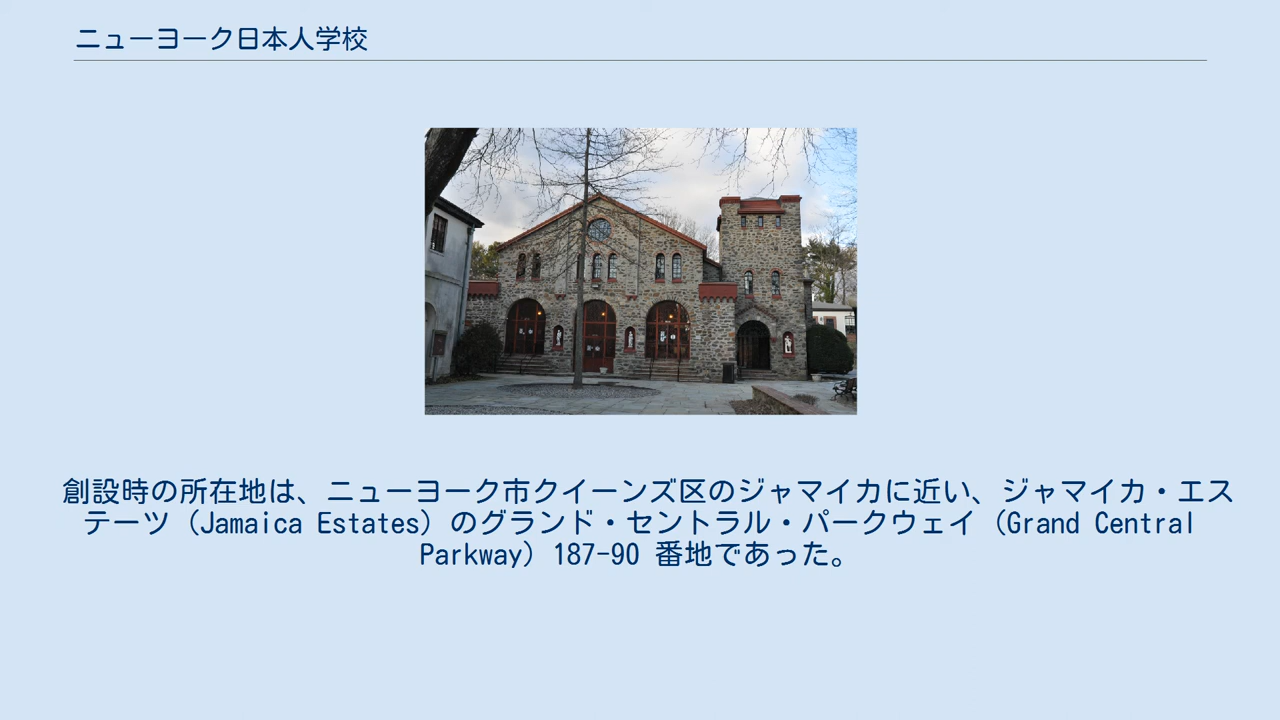 ニューヨーク日本人学校
創設時の所在地は、ニューヨーク市クイーンズ区のジャマイカに近い、ジャマイカ・エス
テーツ（Jamaica Estates）のグランド・セントラル・パークウェイ（Grand Central
Parkway）187-90 番地であった。